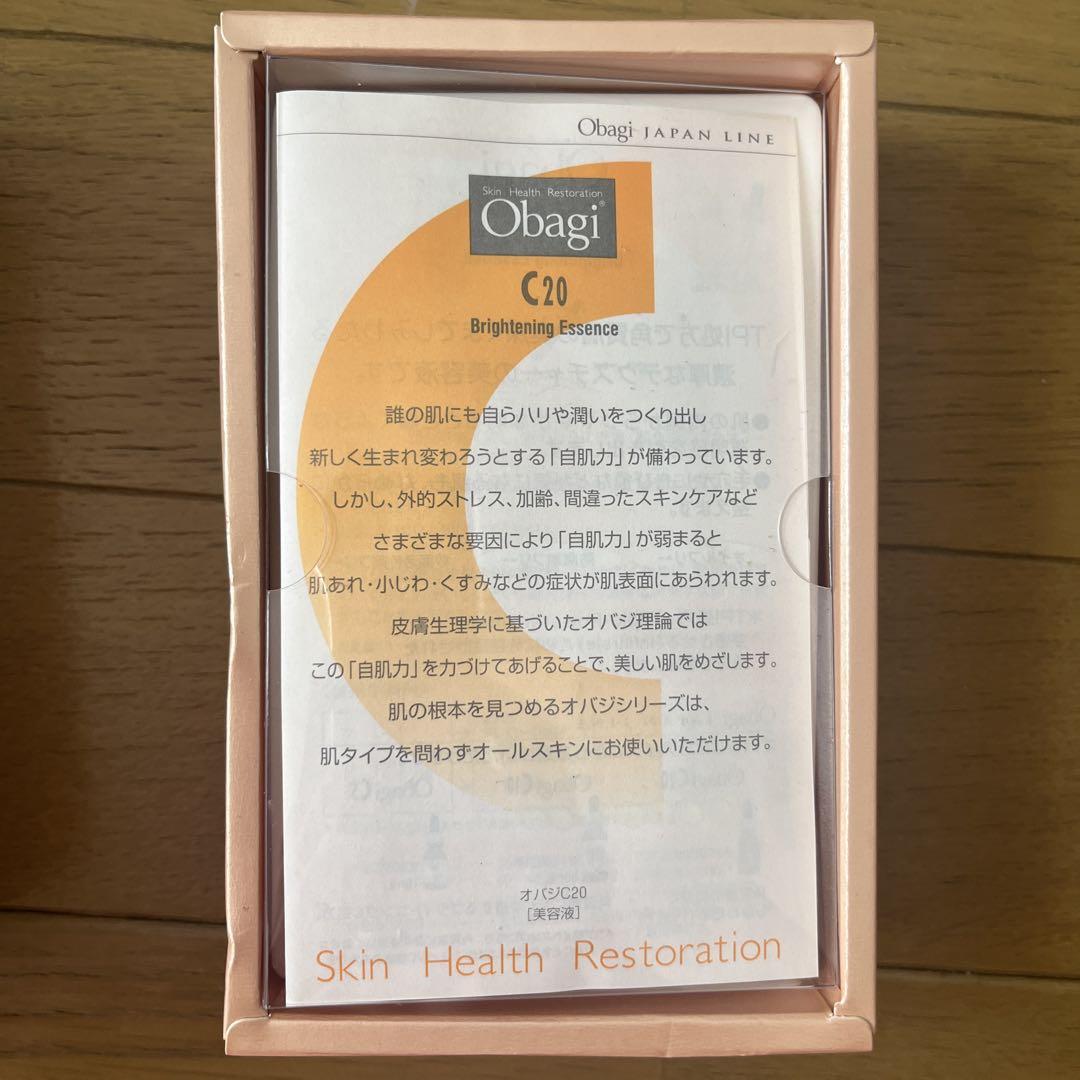 Obagi JAPAN LINE
Skin Health Restoration
Obagi®
C20
Brightening Essence
誰の肌にも自らハリや潤いをつくり出し
新しく生まれ変わろうとする「自肌力」が備わっています。
しかし、外的ストレス、加齢、間違ったスキンケアなど
さまざまな要因により「自肌力」が弱まると
肌あれ・小じわ・くすみなどの症状が肌表面にあらわれます。
皮膚生理学に基づいたオバジ理論では
この「自肌力」を力づけてあげることで、美しい肌をめざします。
肌の根本を見つめるオバジシリーズは、
肌タイプを問わずオールスキンにお使いいただけます。
オバジC20
[美容液]
Skin Health Restoration